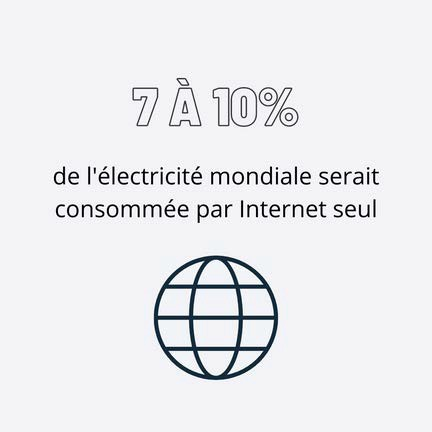 7 À 10%
de l'électricité mondiale serait
consommée par Internet seul